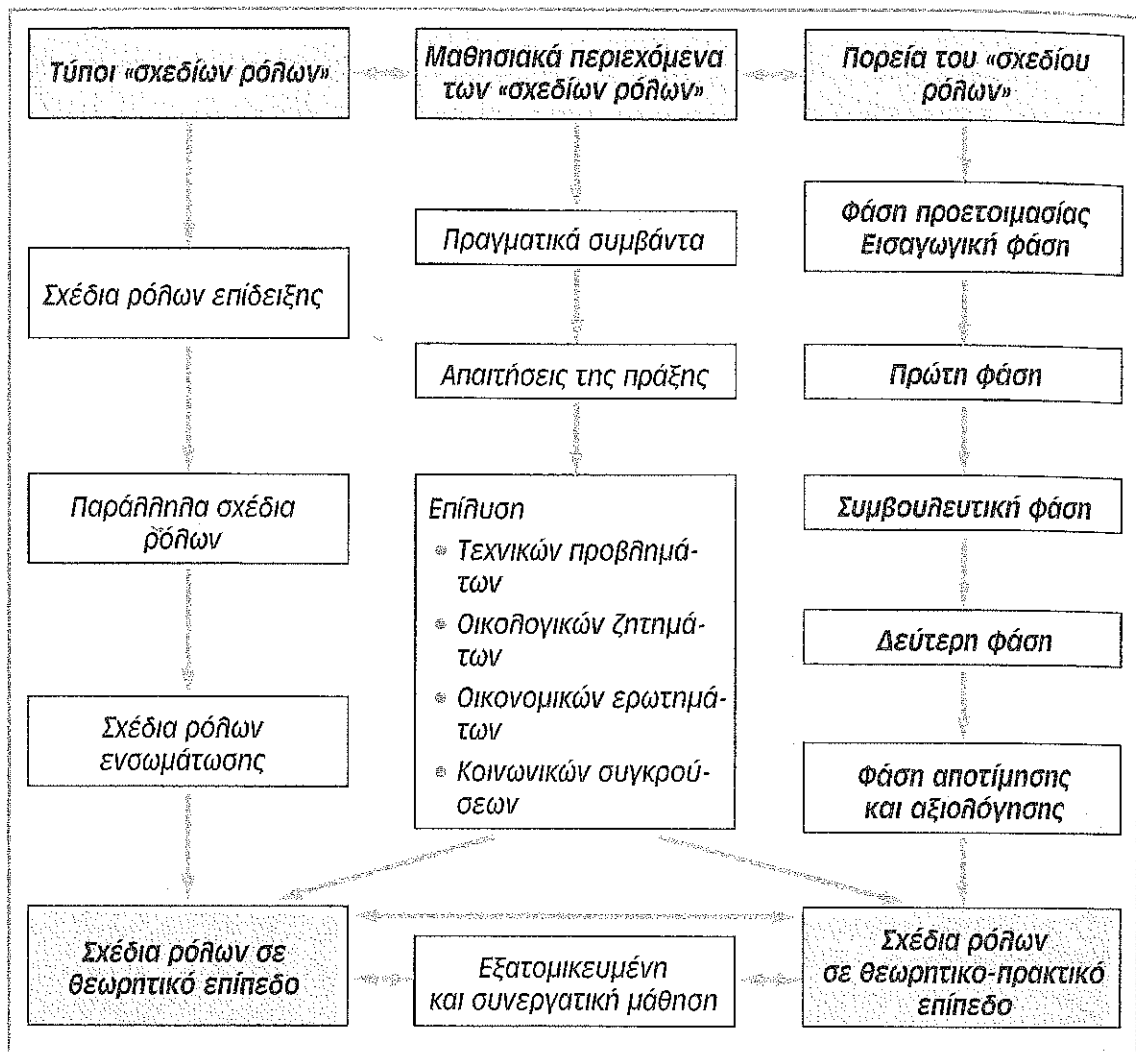 Τύποι «σχεδίων ρόλων»
Μαθησιακά περιεχόμενα
των «σχεδίων ρόλων»
Πορεία του «σχεδίου
ρόλων»
Σχέδια ρόλων επίδειξης
Παράλληλα σχέδια
ρόλων
Σχέδια ρόλων
ενσωμάτωσης
Πραγματικά συμβάντα
Απαιτήσεις της πράξης
Επίλυση
• Τεχνικών προβλημά-
των
• Οικολογικών ζητημά-
των
• Οικονομικών ερωτημά-
των
• Κοινωνικών συγκρού-
σεων
Φάση προετοιμασίας
Εισαγωγική φάση
Πρώτη φάση
Συμβουλευτική φάση
Δεύτερη φάση
Φάση αποτίμησης
και αξιολόγησης
Σχέδια ρόλων σε
θεωρητικό επίπεδο
Εξατομικευμένη
και συνεργατική μάθηση
Σχέδια ρόλων
σε θεωρητικο-πρακτικό
επίπεδο